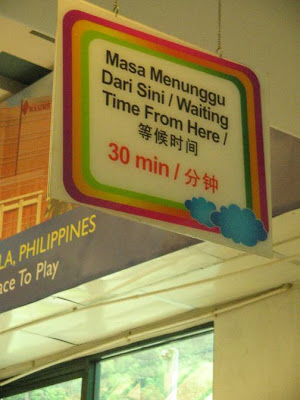 Masa Menunggu
Dari Sini / Waiting
Time From Here /
等候时间
30 min / 分钟
LA, PHILIPPINES
ace To Play